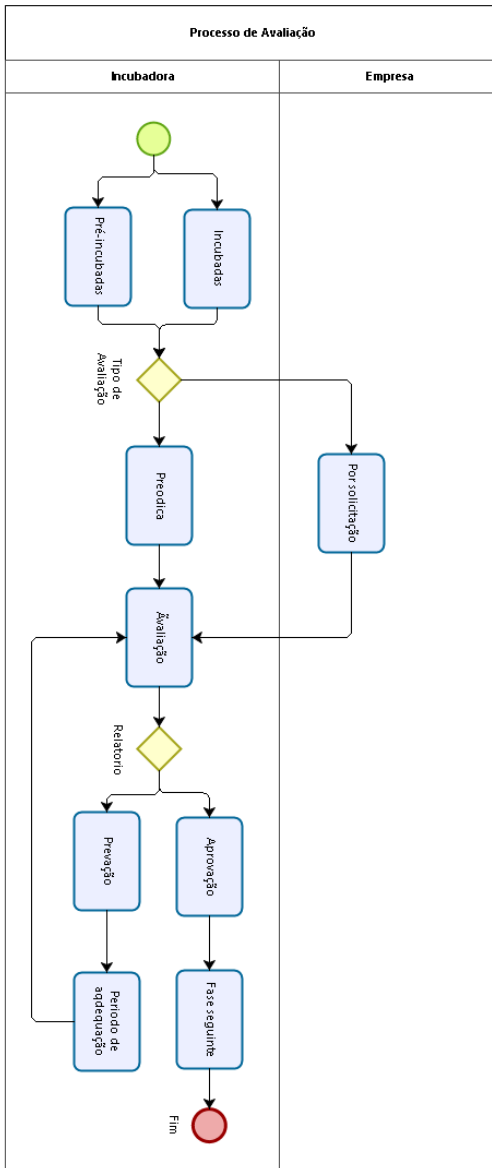 Processo de Avaliação
Incubadora
Empresa
Pré-incubadas
Incubadas
Tipo de
Avaliação
Por solicitação
Preodica
Avaliação
Relatorio
Prevação
Aprovação
Periodo de
aqdequação
Fase seguinte
Fim